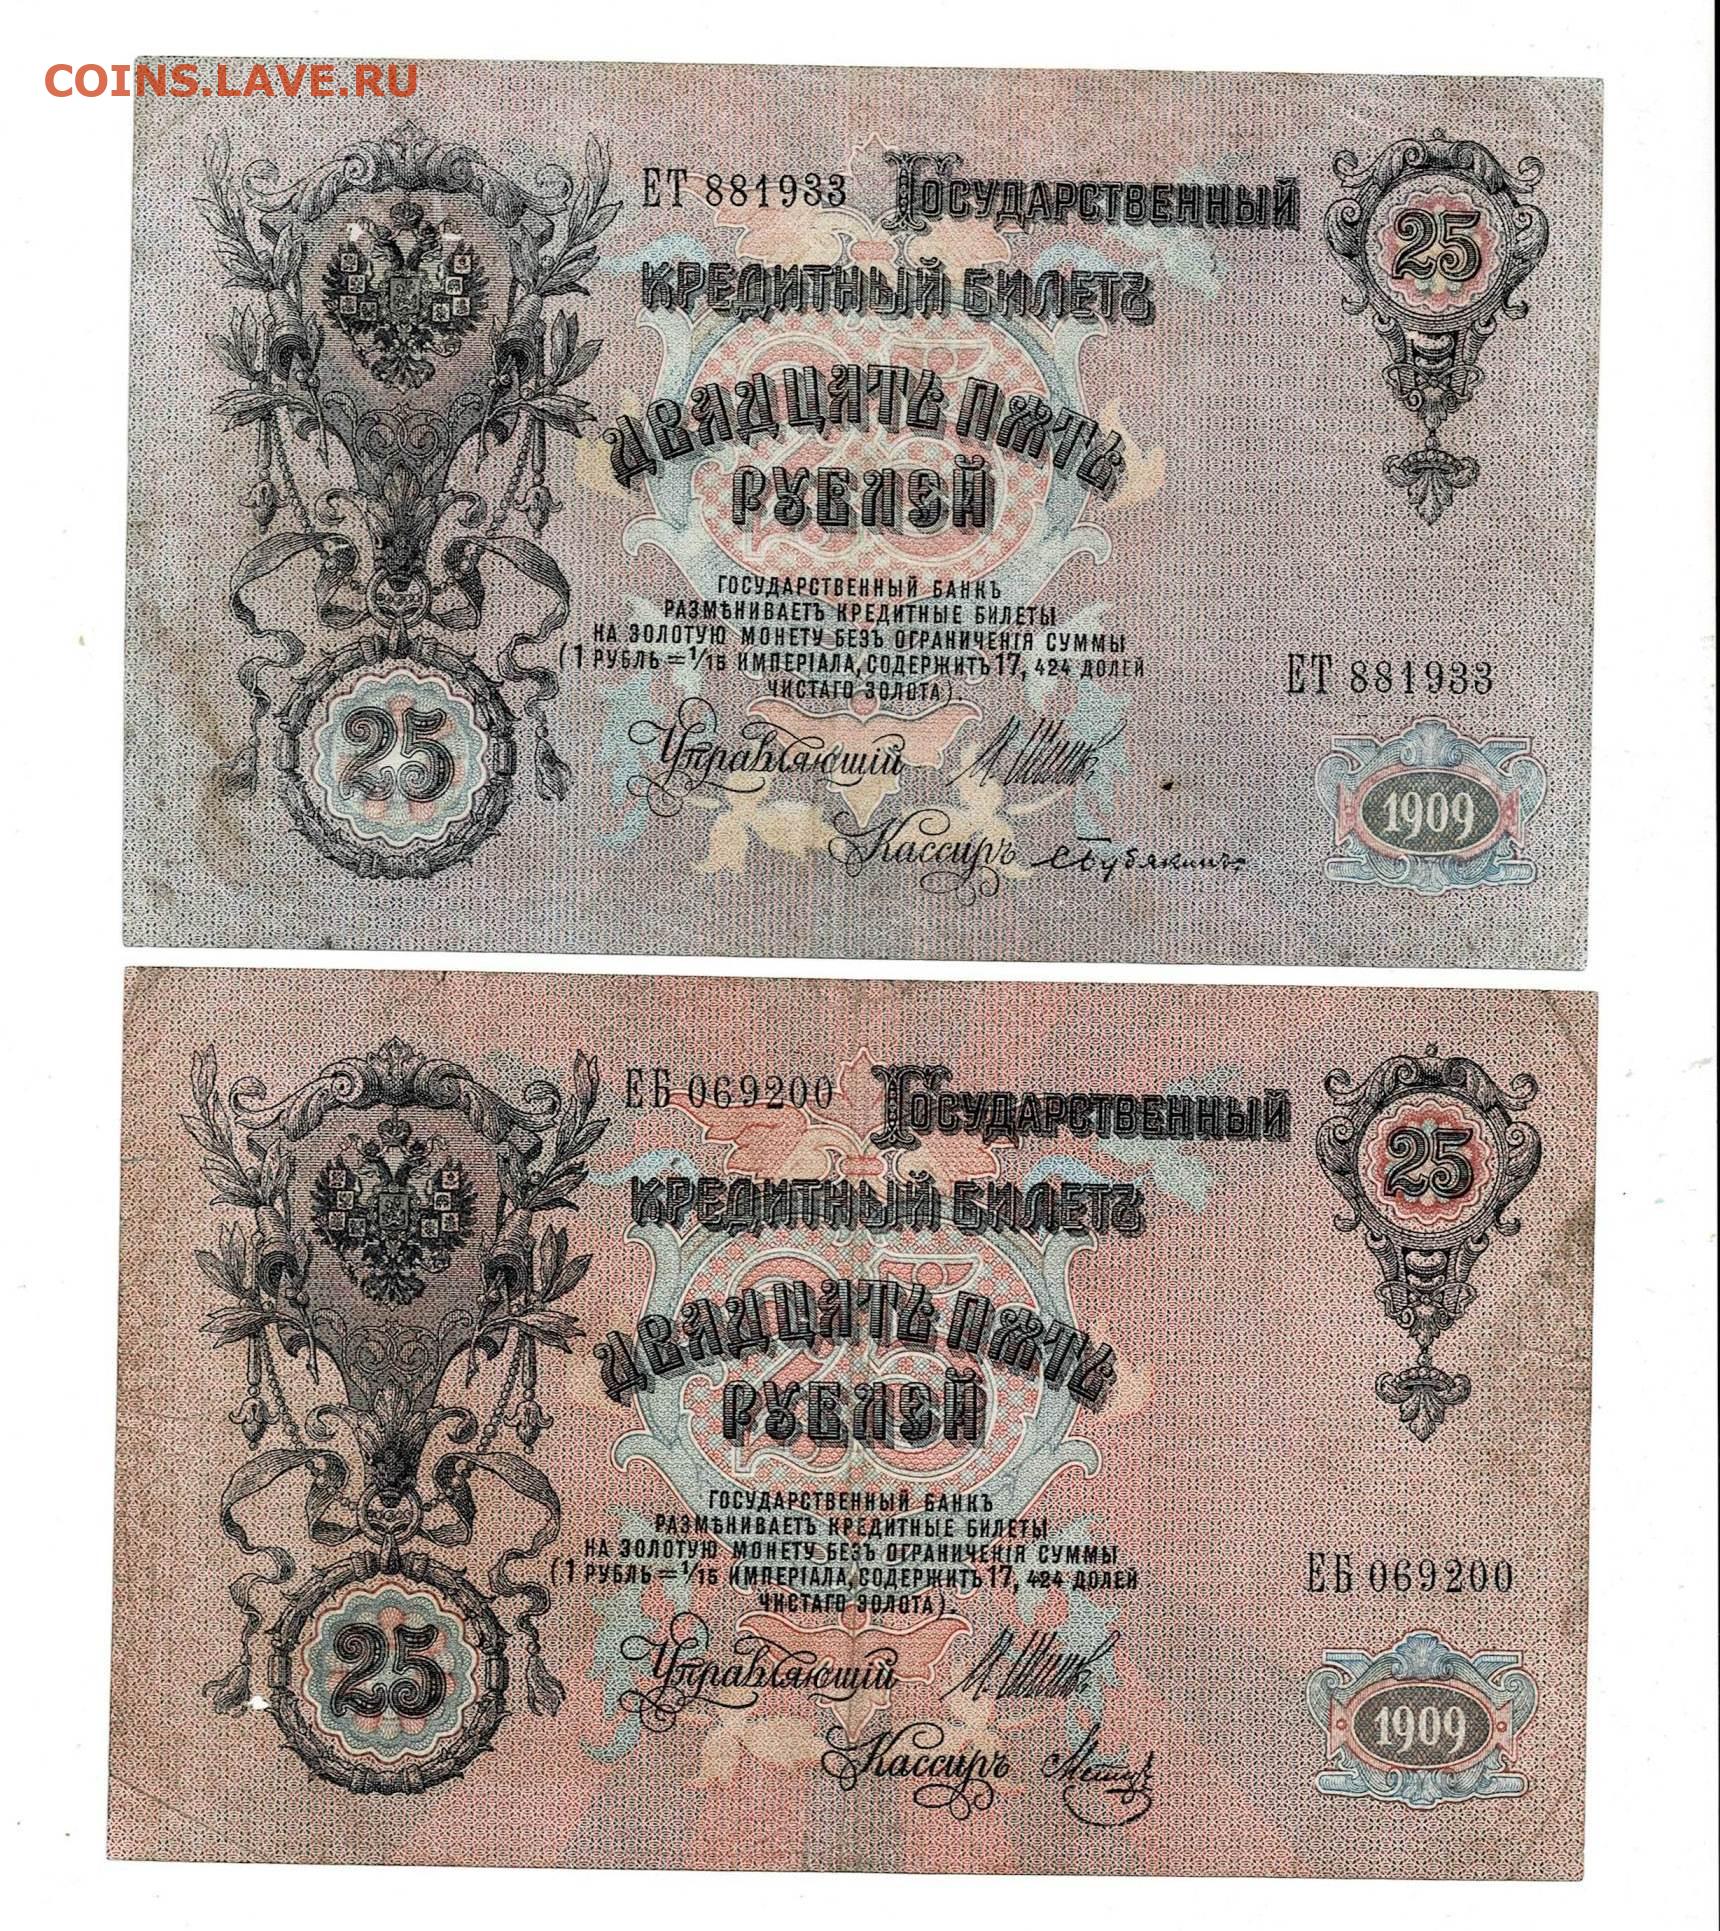 COINS.LAVE.RU
ЕТ 881933
ГОСУДАРСТВЕННЫЙ
25
КРЕДИТНЫЙ БИЛЕТЪ
ДВАДЦАТЬ ПЯТЬ
РУБЛЕЙ
ГОСУДАРСТВЕННЫЙ БАНКЪ
РАЗМѢНИВАЕТЪ КРЕДИТНЫЕ БИЛЕТЫ
НА ЗОЛОТУЮ МОНЕТУ БЕЗЪ ОГРАНИЧЕНІЯ СУММЫ
(1 РУБЛЬ = 1/15 ИМПЕРІАЛА, СОДЕРЖИТЪ 17, 424 ДОЛЕЙ
ЧИСТАГО ЗОЛОТА).
ЕТ 881933
25
Управляющій
1909
Кассиръ
ЕБ 069200
ГОСУДАРСТВЕННЫЙ
25
КРЕДИТНЫЙ БИЛЕТЪ
ДВАДЦАТЬ ПЯТЬ
РУБЛЕЙ
ГОСУДАРСТВЕННЫЙ БАНКЪ
РАЗМѢНИВАЕТЪ КРЕДИТНЫЕ БИЛЕТЫ
НА ЗОЛОТУЮ МОНЕТУ БЕЗЪ ОГРАНИЧЕНІЯ СУММЫ
(1 РУБЛЬ = 1/15 ИМПЕРІАЛА, СОДЕРЖИТЪ 17, 424 ДОЛЕЙ
ЧИСТАГО ЗОЛОТА).
ЕБ 069200
25
Управляющій
1909
Кассиръ